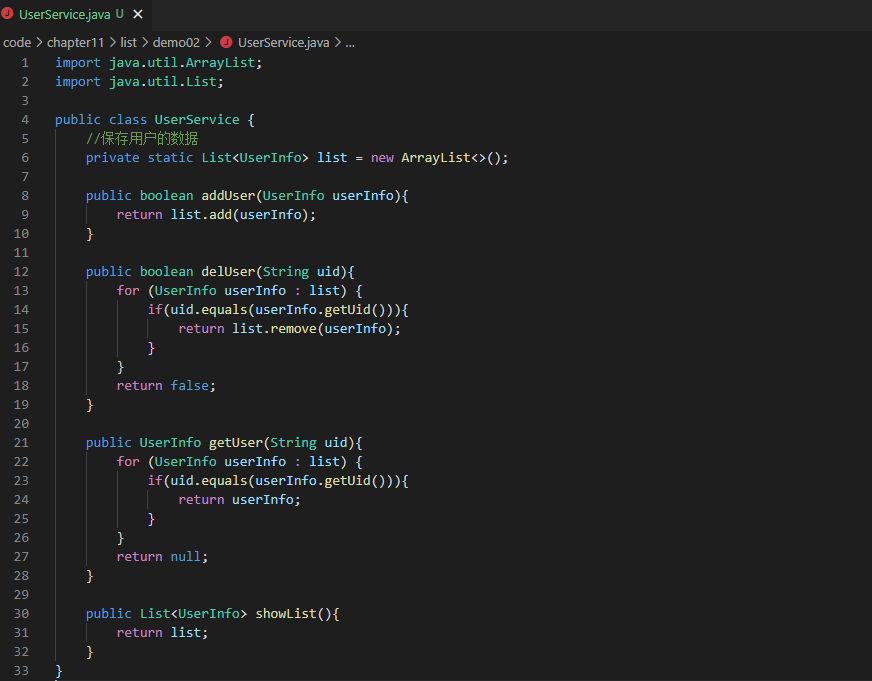 UserService.java U ×
code > chapter11 > list > demo02 > J UserService.java > ...
1 import java.util.ArrayList;
2 import java.util.List;
3
4 public class UserService {
5 //保存用户的数据
6 private static List<UserInfo> list = new ArrayList<>();
7
8 public boolean addUser(UserInfo userInfo){
9 return list.add(userInfo);
10 }
11
12 public boolean delUser(String uid){
13 for (UserInfo userInfo : list) {
14 if(uid.equals(userInfo.getUid())){
15 return list.remove(userInfo);
16 }
17 }
18 return false;
19 }
20
21 public UserInfo getUser(String uid){
22 for (UserInfo userInfo : list) {
23 if(uid.equals(userInfo.getUid())){
24 return userInfo;
25 }
26 }
27 return null;
28 }
29
30 public List<UserInfo> showList(){
31 return list;
32 }
33 }